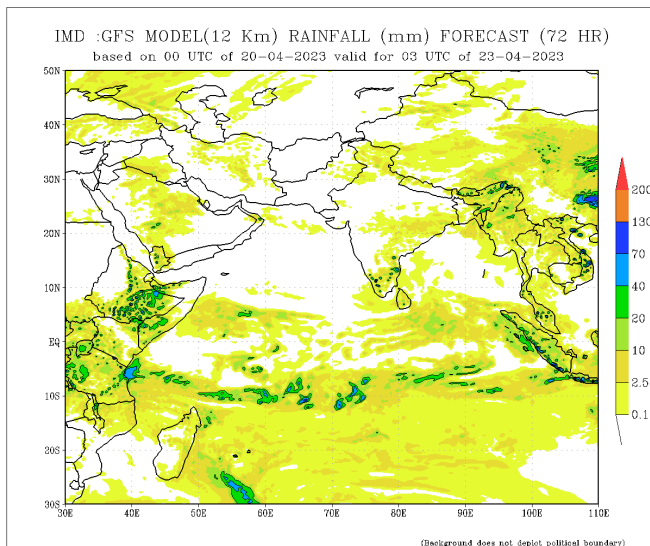 IMD :GFS MODEL(12 Km) RAINFALL (mm) FORECAST (72 HR)
based on 00 UTC of 20-04-2023 valid for 03 UTC of 23-04-2023
50N
40N
30N
20N
10N
EQ
10S
20S
30S
30E 40E 50E 60E 70E 80E 90E 100E 110E
200
130
70
40
20
10
2.5
0.1
(Background does not depict political boundary)